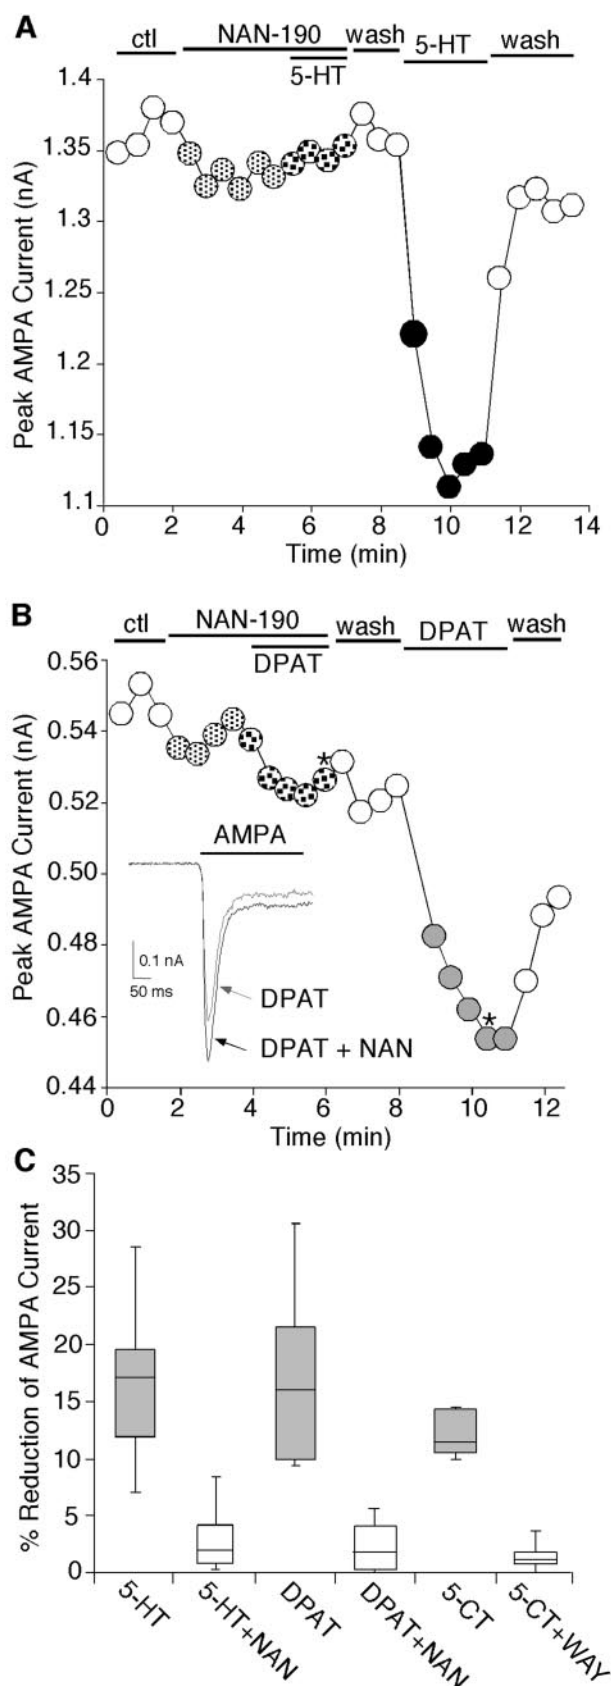 A
ctl NAN-190 wash 5-HT wash
5-HT
1.4
1.35
1.3
1.25
1.2
1.15
1.1
Peak AMPA Current (nA)
0 2 4 6 8 10 12 14
Time (min)
B
ctl NAN-190 wash DPAT wash
DPAT
0.56
0.54
0.52
0.50
0.48
0.46
0.44
Peak AMPA Current (nA)
*
AMPA
0.1 nA
50 ms
DPAT
DPAT + NAN
*
0 2 4 6 8 10 12
Time (min)
C
35
30
25
20
15
10
5
0
% Reduction of AMPA Current
5-HT
5-HT+NAN
DPAT
DPAT+NAN
5-CT
5-CT+WAY